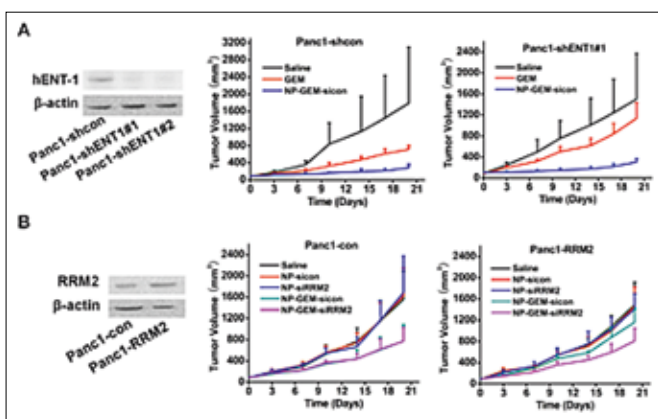 A
hENT-1
β-actin
Panc1-shcon
Panc1-shENT1#1
Panc1-shENT1#2
Panc1-shcon
Saline
GEM
NP-GEM-sicon
Tumor Volume (mm³)
3200
2800
2400
2000
1600
1200
800
400
0
0 3 6 9 12 15 18 21
Time (Days)
Panc1-shENT1#1
Saline
GEM
NP-GEM-sicon
Tumor Volume (mm³)
2400
2000
1600
1200
800
400
0
0 3 6 9 12 15 18 21
Time (Days)
B
RRM2
β-actin
Panc1-con
Panc1-RRM2
Panc1-con
Saline
NP-sicon
NP-siRRM2
NP-GEM-sicon
NP-GEM-siRRM2
Tumor Volume (mm³)
2400
2000
1600
1200
800
400
0
0 3 6 9 12 15 18 21
Time (Days)
Panc1-RRM2
Saline
NP-sicon
NP-siRRM2
NP-GEM-sicon
NP-GEM-siRRM2
Tumor Volume (mm³)
2400
2000
1600
1200
800
400
0
0 3 6 9 12 15 18 21
Time (Days)